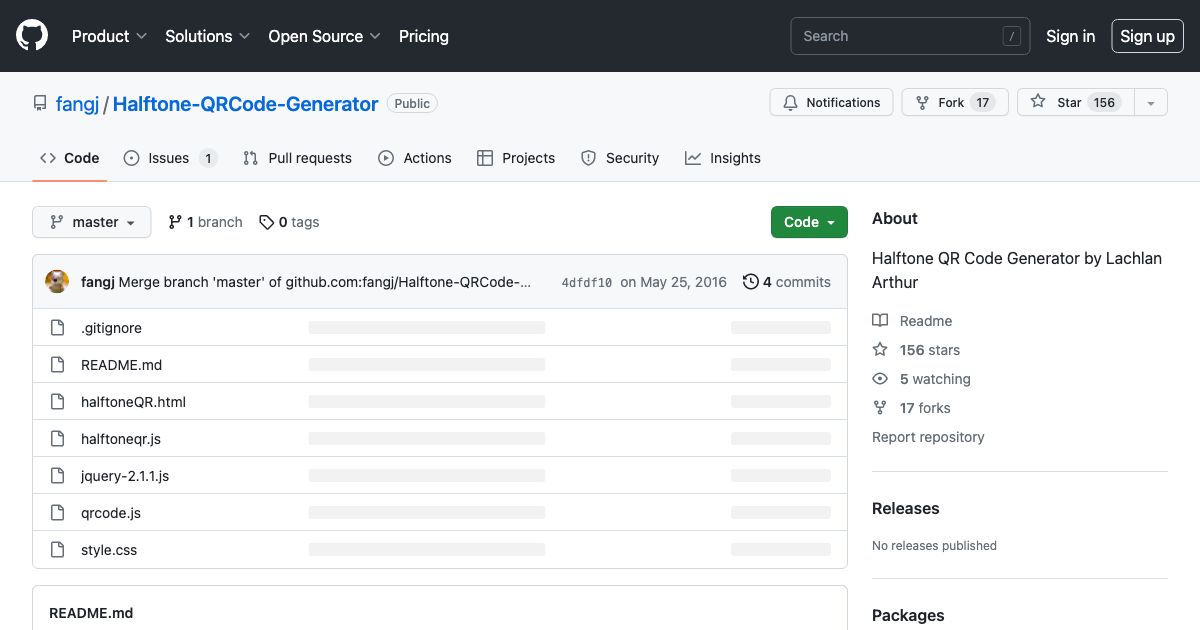 Product Solutions Open Source Pricing Search / Sign in Sign up
fangj / Halftone-QRCode-Generator Public Notifications Fork 17 Star 156
Code Issues 1 Pull requests Actions Projects Security Insights
master 1 branch 0 tags Code
fangj Merge branch 'master' of github.com:fangj/Halftone-QRCode-... 4dfdf10 on May 25, 2016 4 commits
.gitignore
README.md
halftoneQR.html
halftoneqr.js
jquery-2.1.1.js
qrcode.js
style.css
README.md
About
Halftone QR Code Generator by Lachlan
Arthur
Readme
156 stars
5 watching
17 forks
Report repository
Releases
No releases published
Packages